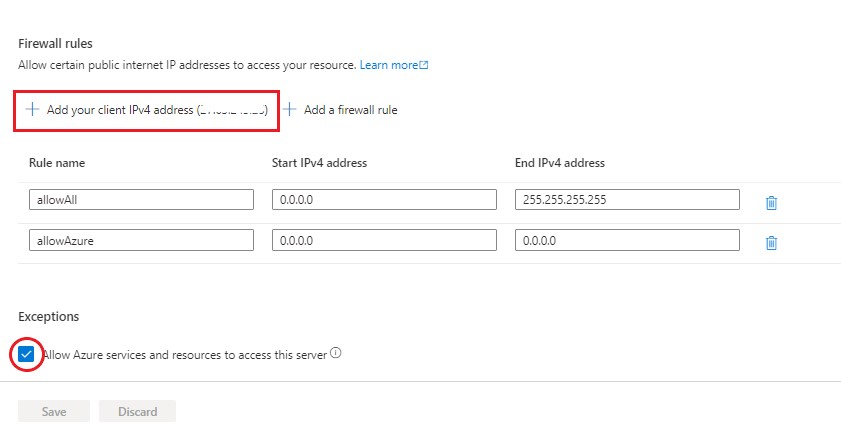 Firewall rules
Allow certain public internet IP addresses to access your resource. Learn more
Add your client IPv4 address ( ) Add a firewall rule
Rule name Start IPv4 address End IPv4 address
allowAll 0.0.0.0 255.255.255.255
allowAzure 0.0.0.0 0.0.0.0
Exceptions
Allow Azure services and resources to access this server
Save Discard